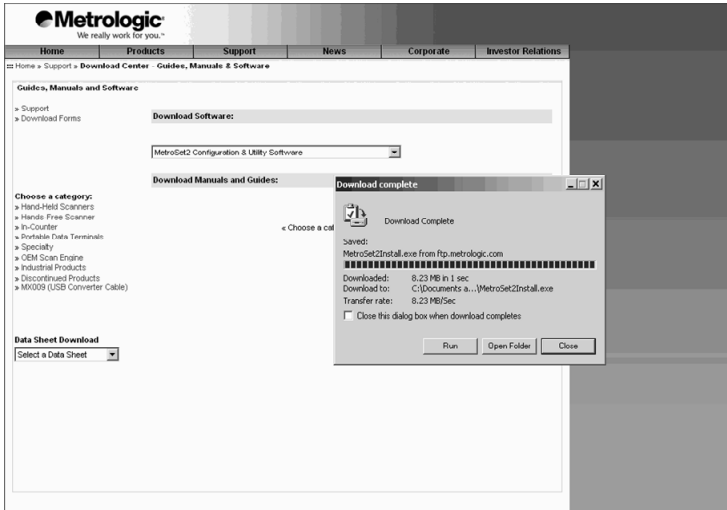 Metrologic
We really work for you.™
Home Products Support News Corporate Investor Relations
Home » Support » Download Center - Guides, Manuals & Software
Guides, Manuals and Software
» Support
» Download Forms
Download Software:
MetroSet2 Configuration & Utility Software
Download Manuals and Guides:
Choose a category:
» Hand-Held Scanners
» Hands Free Scanner
» In-Counter
» Portable Data Terminals
» Specialty
» OEM Scan Engine
» Industrial Products
» Discontinued Products
» MX009 (USB Converter Cable)
« Choose a cat
Data Sheet Download
Select a Data Sheet
Download complete
Download Complete
Saved:
MetroSet2Install.exe from ftp.metrologic.com
Downloaded: 8.23 MB in 1 sec
Download to: C:\Documents a...\MetroSet2Install.exe
Transfer rate: 8.23 MB/Sec
Close this dialog box when download completes
Run Open Folder Close